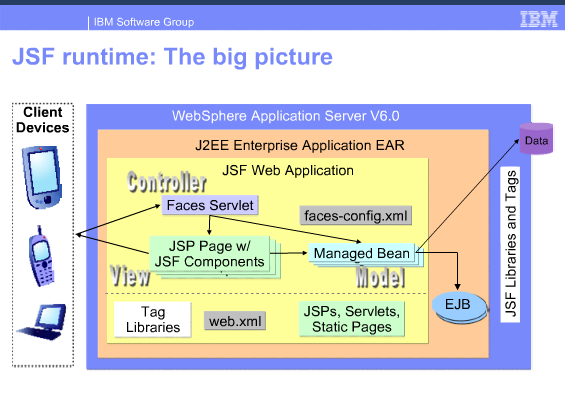 IBM Software Group
IBM
JSF runtime: The big picture
Client
Devices
WebSphere Application Server V6.0
J2EE Enterprise Application EAR
JSF Web Application
Controller
Faces Servlet
faces-config.xml
JSP Page w/
JSF Components
Managed Bean
View
Model
Tag
Libraries
web.xml
JSPs, Servlets,
Static Pages
EJB
Data
JSF Libraries and Tags